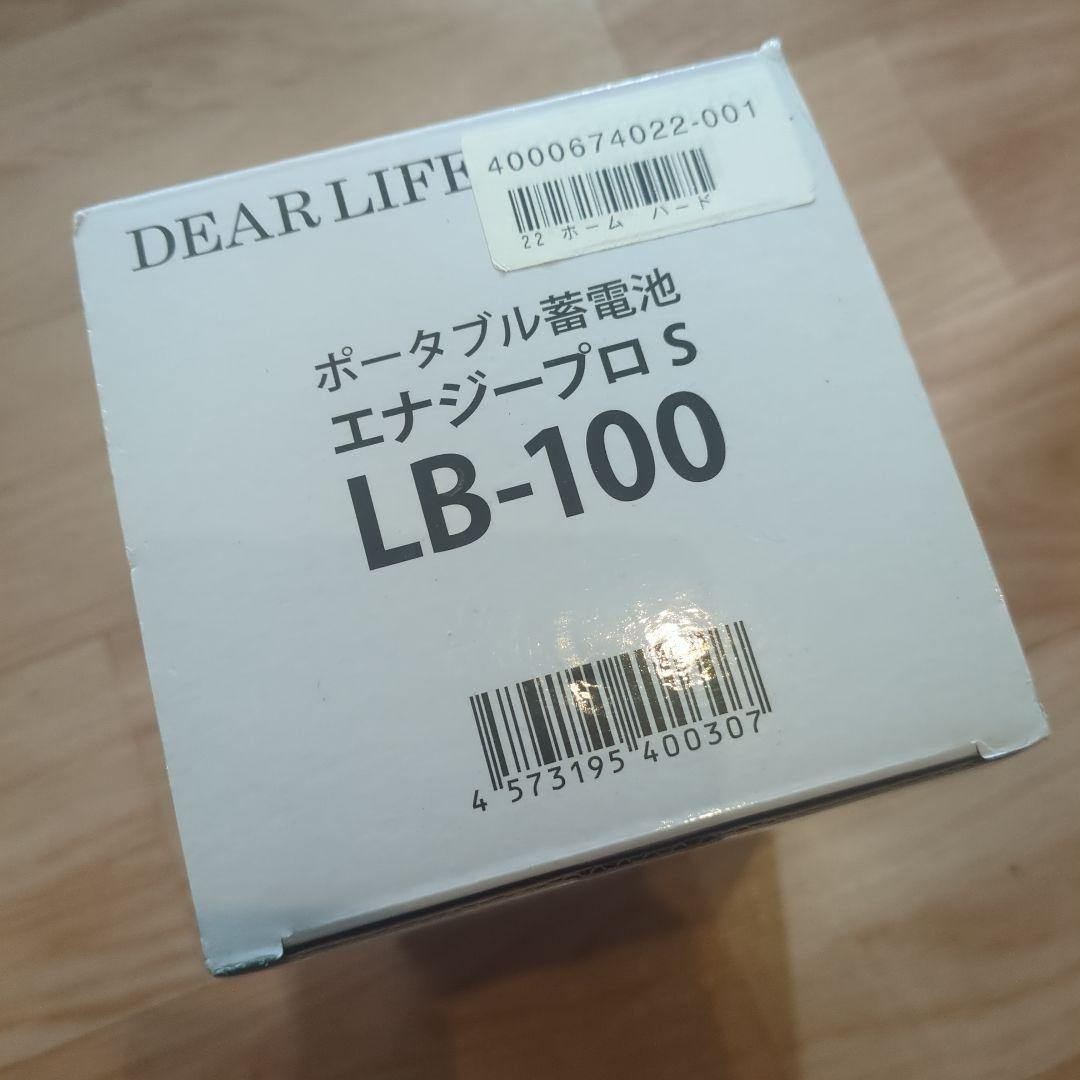 DEAR LIFE
4000674022-001
22 ホーム ハード
ポータブル蓄電池
エナジープロ S
LB-100
4 573195 400307